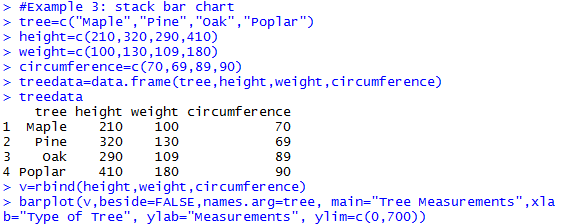 > #Example 3: stack bar chart
> tree=c("Maple","Pine","Oak","Poplar")
> height=c(210,320,290,410)
> weight=c(100,130,109,180)
> circumference=c(70,69,89,90)
> treedata=data.frame(tree,height,weight,circumference)
> treedata
    tree height weight circumference
1  Maple    210    100            70
2   Pine    320    130            69
3    Oak    290    109            89
4 Poplar    410    180            90
> v=rbind(height,weight,circumference)
> barplot(v,beside=FALSE,names.arg=tree, main="Tree Measurements",xla
b="Type of Tree", ylab="Measurements", ylim=c(0,700))